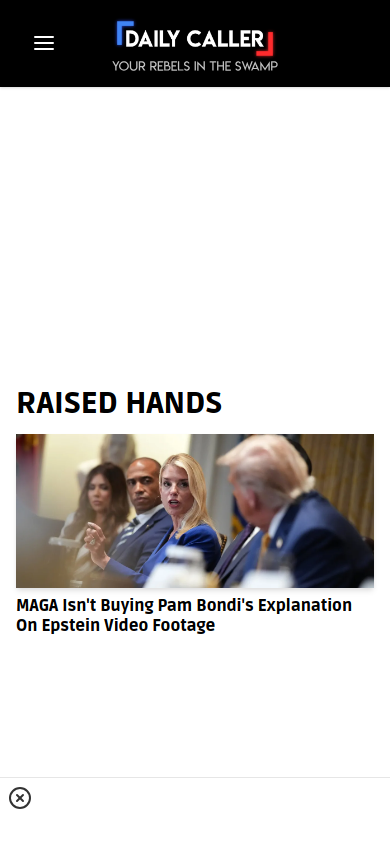 DAILY CALLER
YOUR REBELS IN THE SWAMP
RAISED HANDS
MAGA Isn't Buying Pam Bondi's Explanation
On Epstein Video Footage